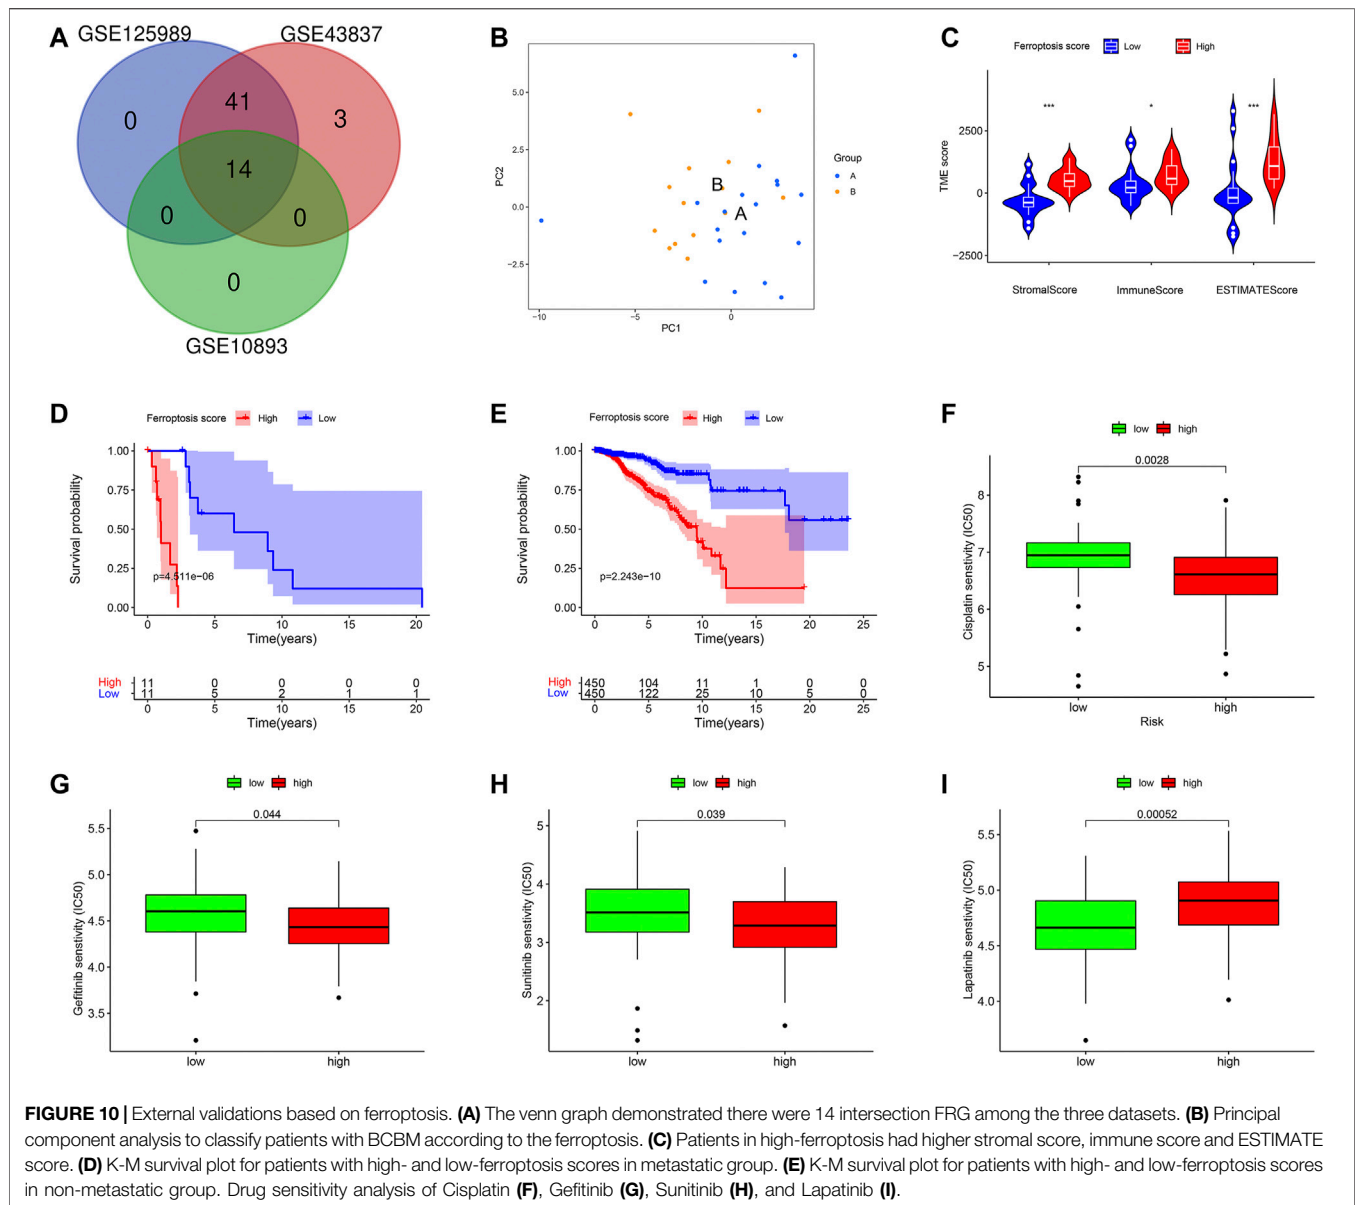 A
GSE125989
GSE43837
0
41
3
14
0
0
0
GSE10893
B
5.0
2.5
0.0
−2.5
PC2
−10
−5
0
PC1
B
A
Group
A
B
C
Ferroptosis score
Low
High
TME score
2500
0
−2500
***
*
***
StromalScore
ImmuneScore
ESTIMATEScore
D
Ferroptosis score
High
Low
Survival probability
1.00
0.75
0.50
0.25
0.00
p=4.511e−06
0 5 10 15 20
Time(years)
High 11 0 0 0 0
Low 11 5 2 1 1
0 5 10 15 20
Time(years)
E
Ferroptosis score
High
Low
Survival probability
1.00
0.75
0.50
0.25
0.00
p=2.243e−10
0 5 10 15 20 25
Time(years)
High 450 104 11 1 0 0
Low 450 122 25 10 5 0
0 5 10 15 20 25
Time(years)
F
low
high
0.0028
Cisplatin senstivity (IC50)
8
7
6
5
low
high
Risk
G
low
high
0.044
Gefitinib senstivity (IC50)
5.5
5.0
4.5
4.0
3.5
low
high
H
low
high
0.039
Sunitinib senstivity (IC50)
5
4
3
2
low
high
I
low
high
0.00052
Lapatinib senstivity (IC50)
5.5
5.0
4.5
4.0
low
high
FIGURE 10 | External validations based on ferroptosis. (A) The venn graph demonstrated there were 14 intersection FRG among the three datasets. (B) Principal
component analysis to classify patients with BCBM according to the ferroptosis. (C) Patients in high-ferroptosis had higher stromal score, immune score and ESTIMATE
score. (D) K-M survival plot for patients with high- and low-ferroptosis scores in metastatic group. (E) K-M survival plot for patients with high- and low-ferroptosis scores
in non-metastatic group. Drug sensitivity analysis of Cisplatin (F), Gefitinib (G), Sunitinib (H), and Lapatinib (I).